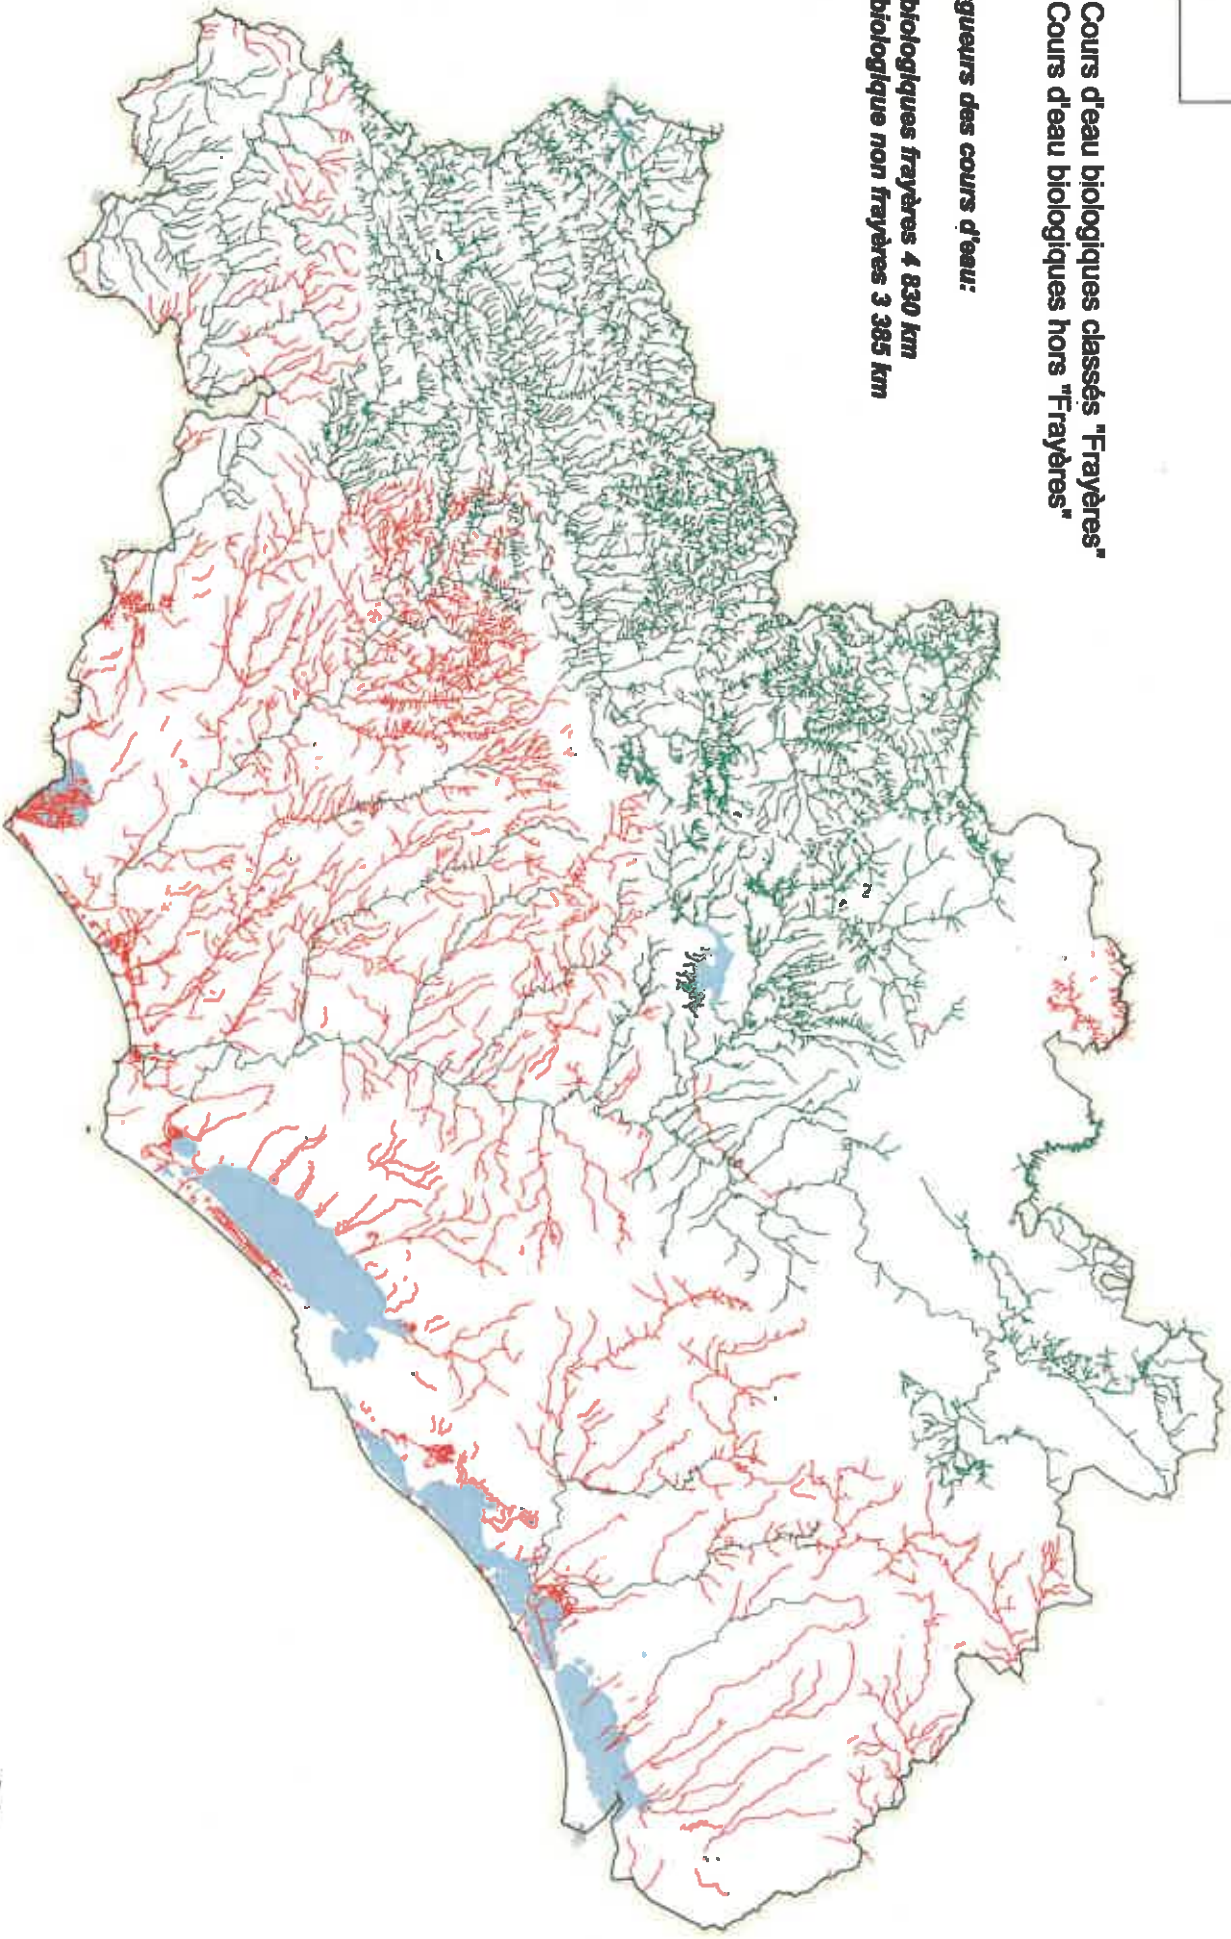 Cours d'eau biologiques classés "Frayères"
Cours d'eau biologiques hors "Frayères"
gueurs des cours d'eau:
biologiques frayères 4 830 km
biologique non frayères 3 385 km